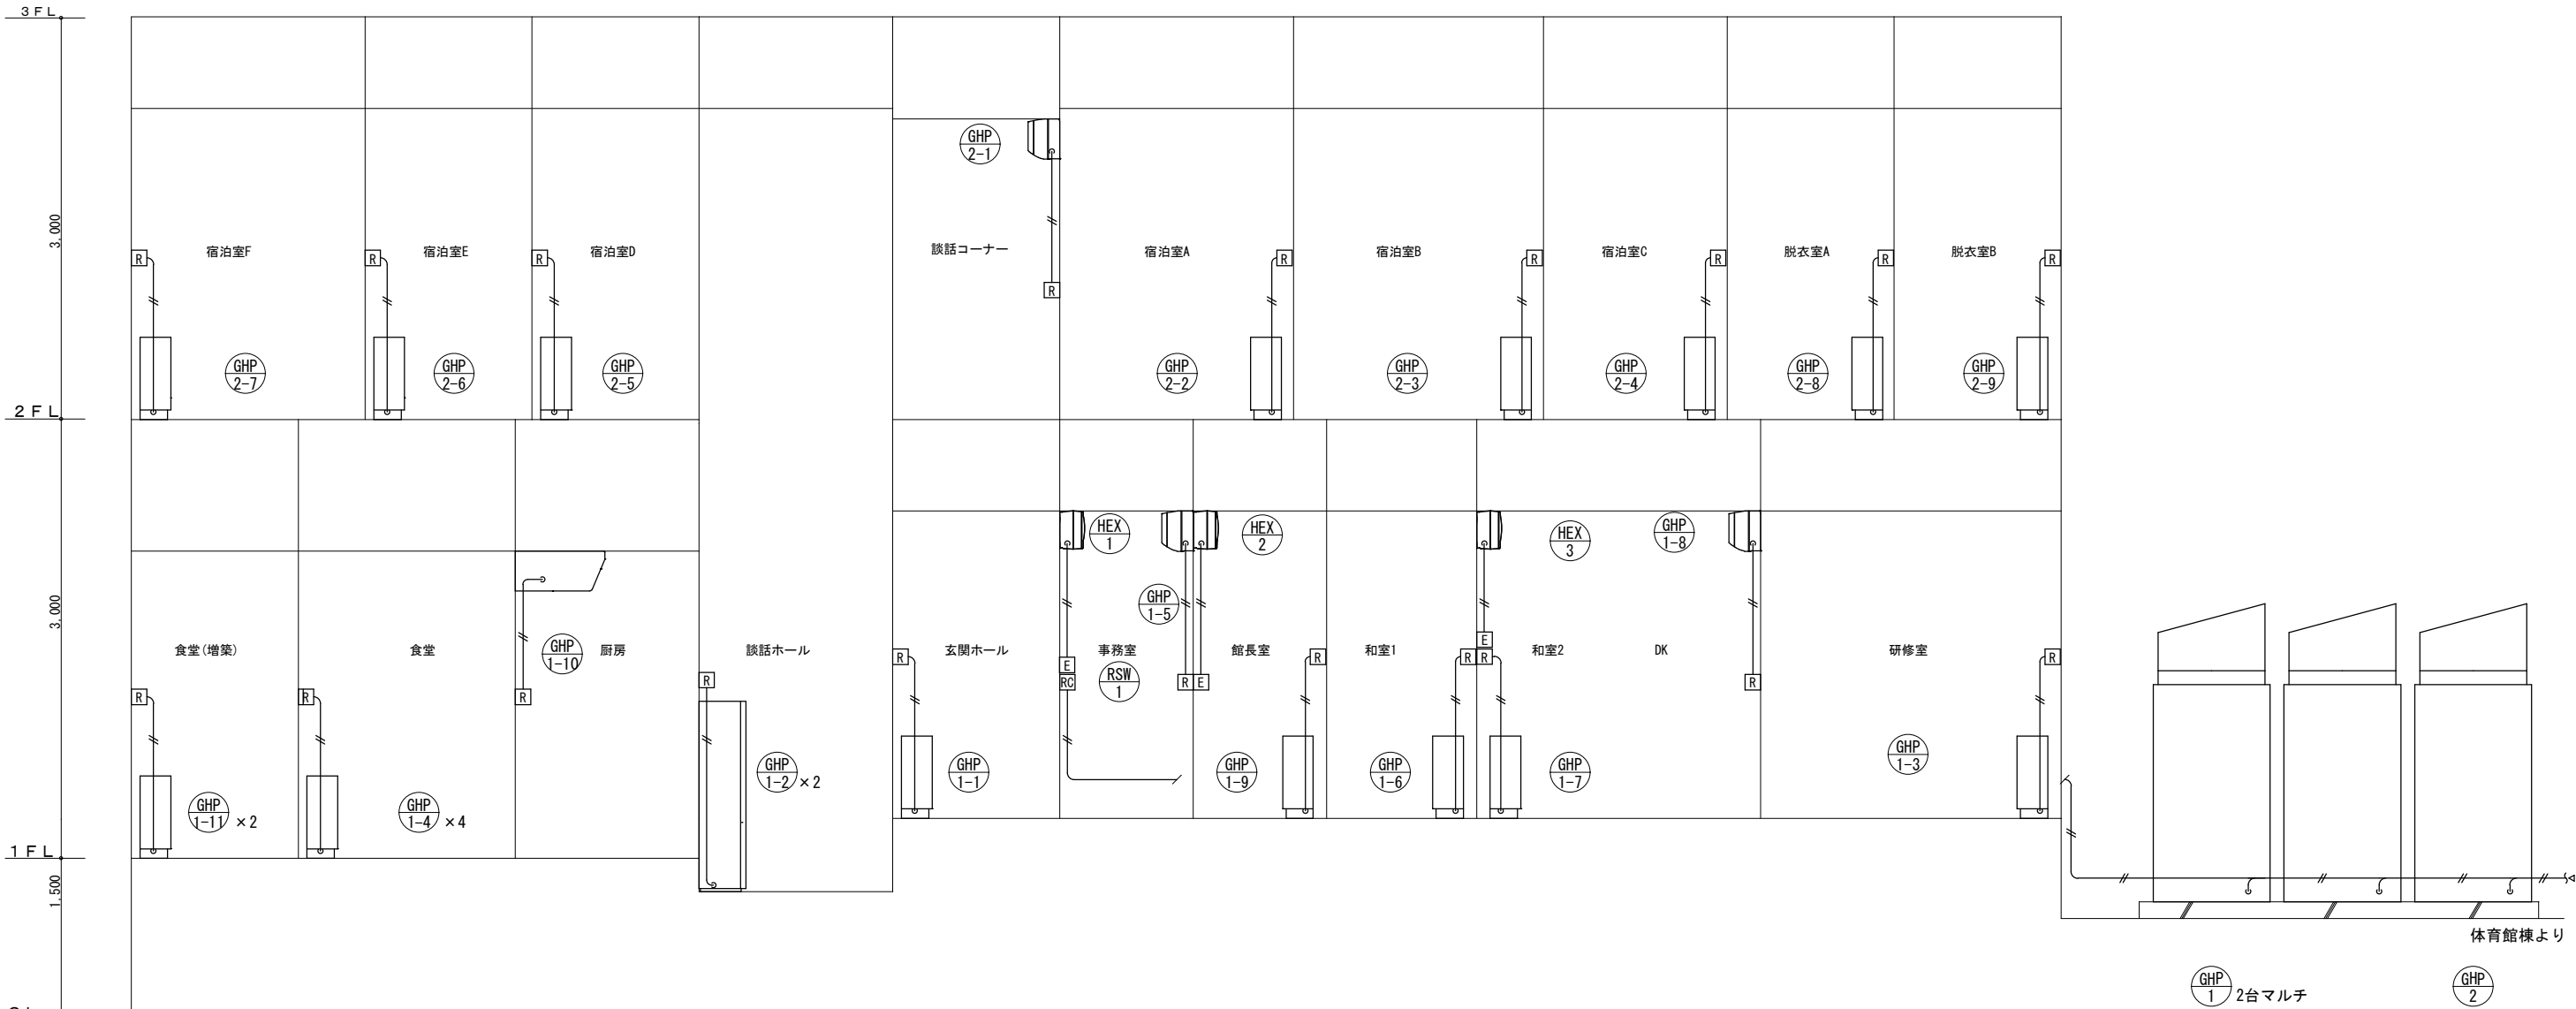 3FL
3,000
GHP
2-1
宿泊室F
宿泊室E
宿泊室D
談話コーナー
宿泊室A
宿泊室B
宿泊室C
脱衣室A
脱衣室B
R
R
R
R
R
R
R
R
R
GHP
2-7
GHP
2-6
GHP
2-5
GHP
2-2
GHP
2-3
GHP
2-4
GHP
2-8
GHP
2-9
2FL
3,000
HEX
1
HEX
2
HEX
3
GHP
1-8
GHP
1-5
食堂(増築)
食堂
GHP
1-10
厨房
談話ホール
玄関ホール
事務室
館長室
和室1
和室2
DK
研修室
E
R
E
R
R
R
R
R
R
R
R
R
RC
RSW
1
R
E
R
GHP
1-11 ×2
GHP
1-4 ×4
GHP
1-2 ×2
GHP
1-1
GHP
1-9
GHP
1-6
GHP
1-7
GHP
1-3
1FL
1,500
体育館棟より
GHP
1 2台マルチ
GHP
2